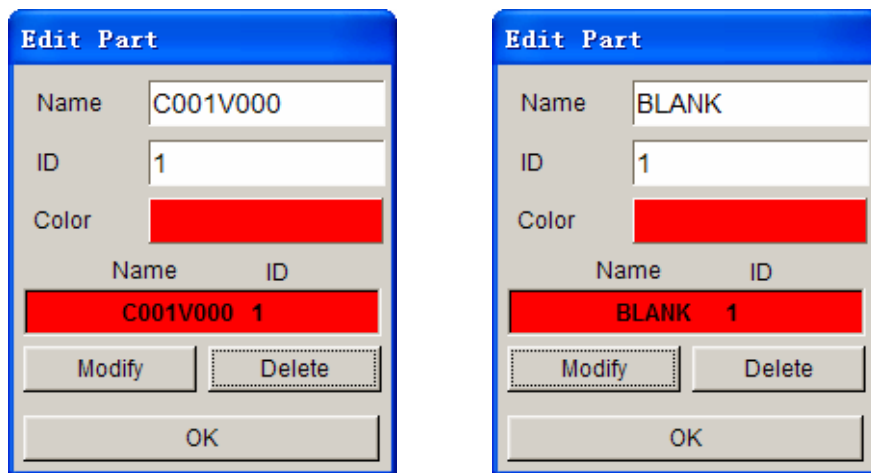 Edit Part
Name C001V000
ID 1
Color
Name ID
C001V000 1
Modify Delete
OK
Edit Part
Name BLANK
ID 1
Color
Name ID
BLANK 1
Modify Delete
OK